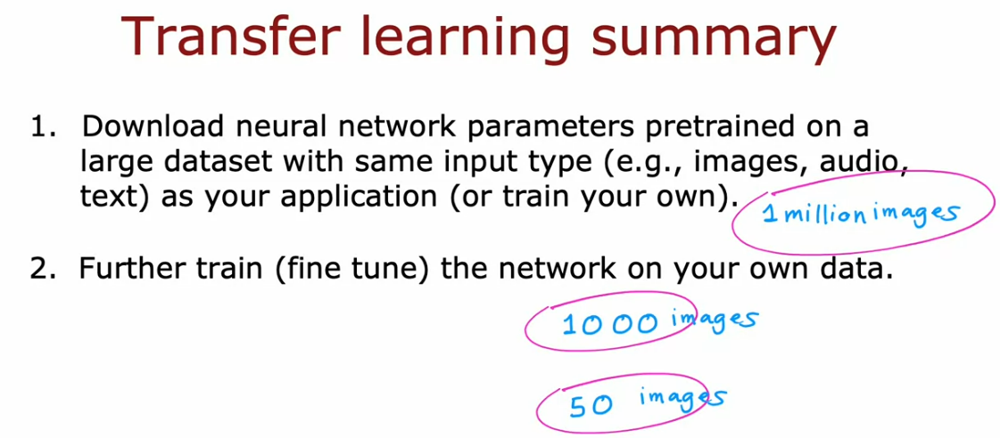 Transfer learning summary
1. Download neural network parameters pretrained on a
large dataset with same input type (e.g., images, audio,
text) as your application (or train your own).
1 million images
2. Further train (fine tune) the network on your own data.
1000 images
50 images